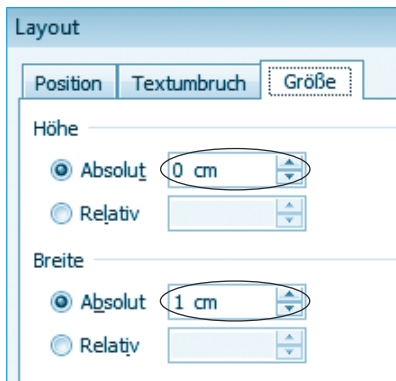 Layout
Position Textumbruch Größe
Höhe
Absolut 0 cm
Relativ
Breite
Absolut 1 cm
Relativ